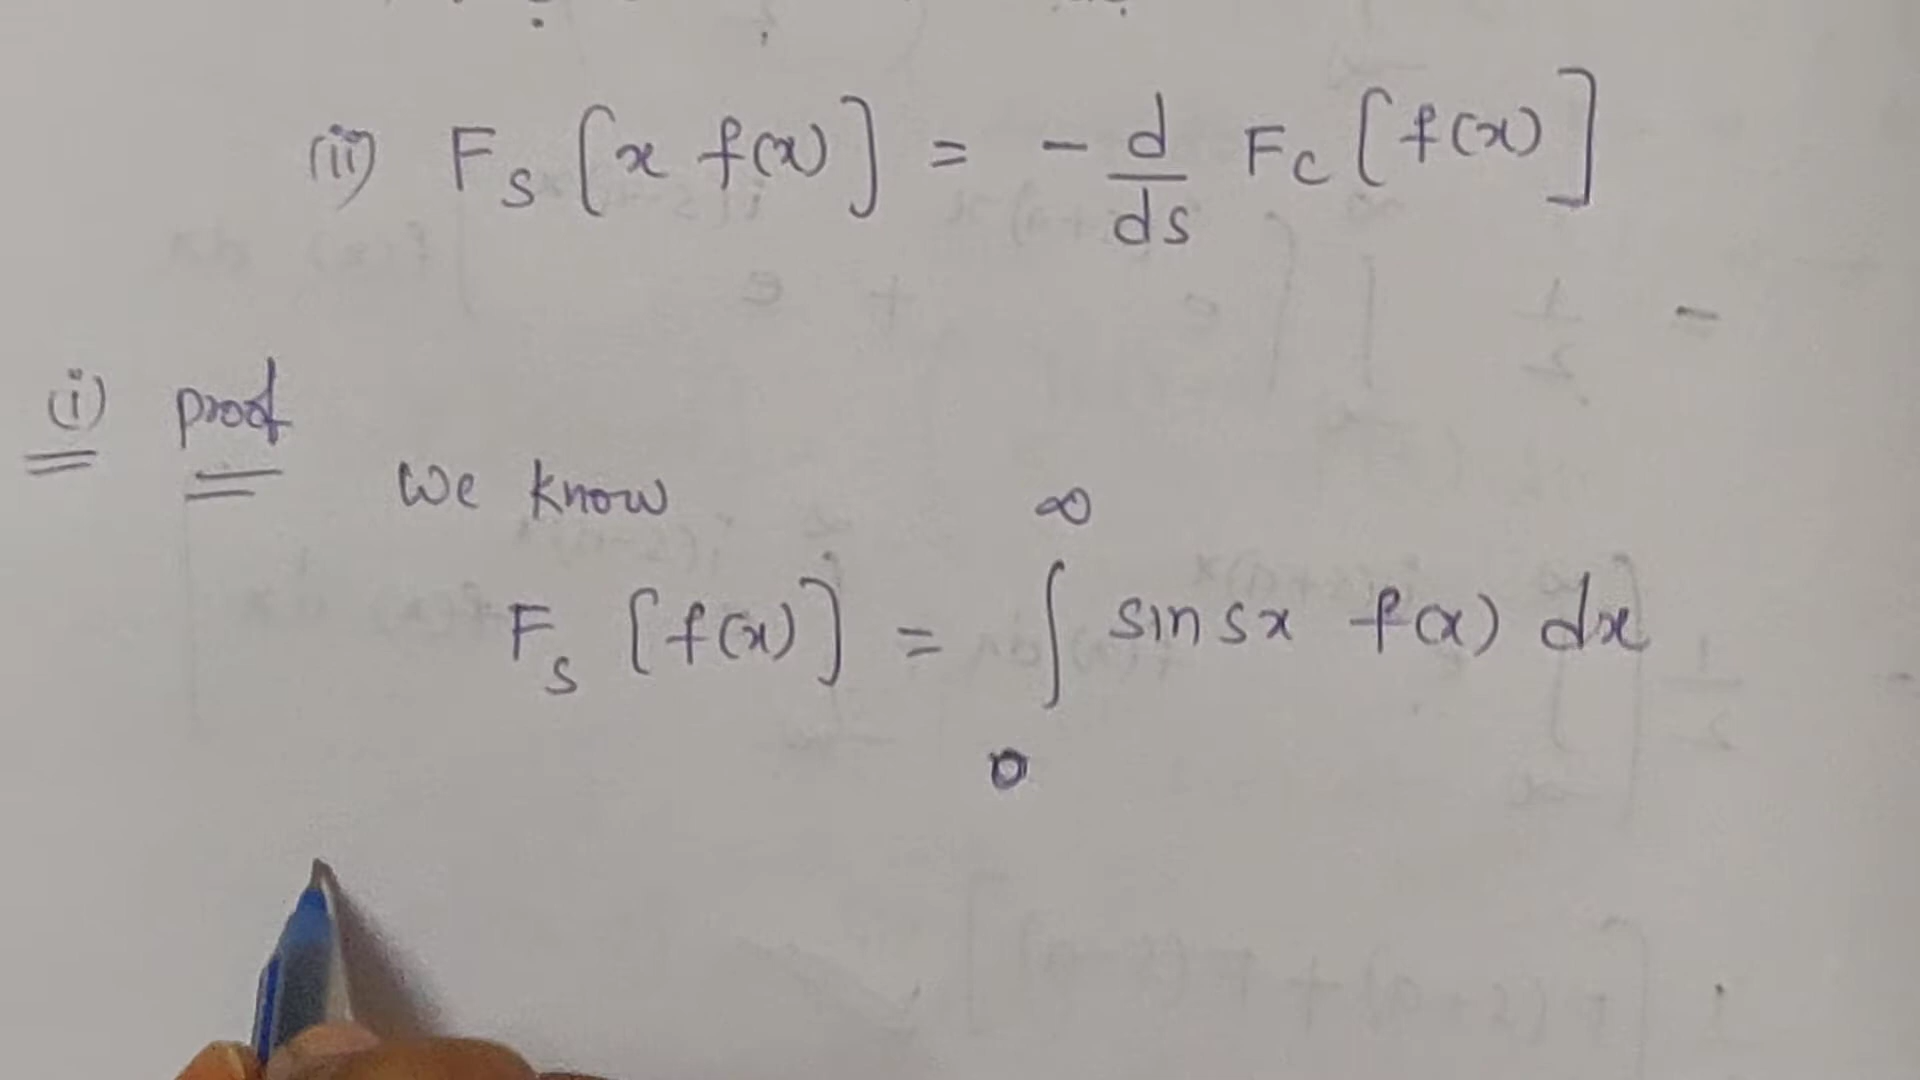 (ii) Fs [x f(x)] = - d/ds Fc [f(x)]
(i) proof
We know
Fs [f(x)] = ∫₀^∞ sin sx f(x) dx